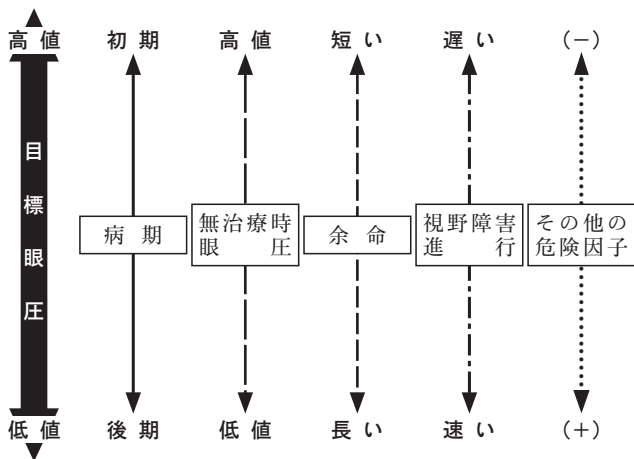 高値 初期 高値 短い 遅い （−）
目標眼圧
病期
無治療時
眼圧
余命
視野障害
進行
その他の
危険因子
低値 後期 低値 長い 速い （+）